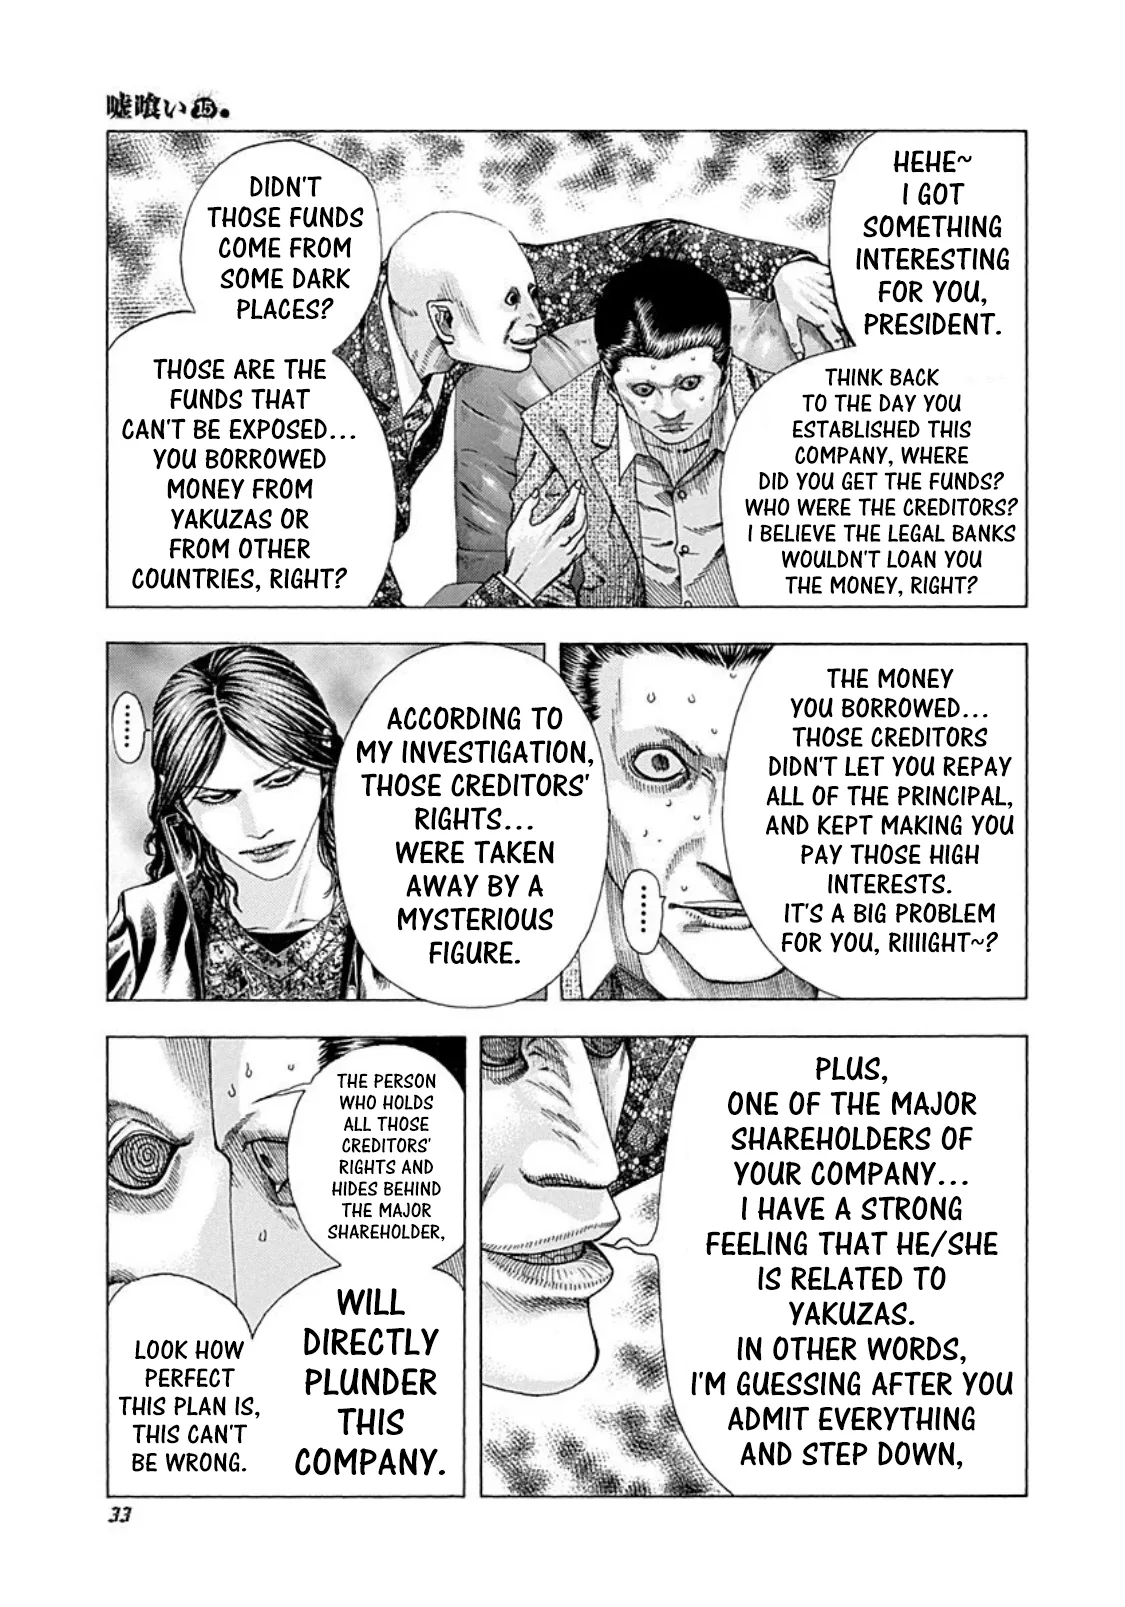 嘘喰い 15
HEHE~
I GOT
SOMETHING
INTERESTING
FOR YOU,
PRESIDENT.
THINK BACK
TO THE DAY YOU
ESTABLISHED THIS
COMPANY, WHERE
DID YOU GET THE FUNDS?
WHO WERE THE CREDITORS?
I BELIEVE THE LEGAL BANKS
WOULDN'T LOAN YOU
THE MONEY, RIGHT?
DIDN'T
THOSE FUNDS
COME FROM
SOME DARK
PLACES?
THOSE ARE THE
FUNDS THAT
CAN'T BE EXPOSED...
YOU BORROWED
MONEY FROM
YAKUZAS OR
FROM OTHER
COUNTRIES, RIGHT?
THE MONEY
YOU BORROWED...
THOSE CREDITORS
DIDN'T LET YOU REPAY
ALL OF THE PRINCIPAL,
AND KEPT MAKING YOU
PAY THOSE HIGH
INTERESTS.
IT'S A BIG PROBLEM
FOR YOU, RIIIIGHT~?
......
ACCORDING TO
MY INVESTIGATION,
THOSE CREDITORS'
RIGHTS...
WERE TAKEN
AWAY BY A
MYSTERIOUS
FIGURE.
......
PLUS,
ONE OF THE MAJOR
SHAREHOLDERS OF
YOUR COMPANY...
I HAVE A STRONG
FEELING THAT HE/SHE
IS RELATED TO
YAKUZAS.
IN OTHER WORDS,
I'M GUESSING AFTER YOU
ADMIT EVERYTHING
AND STEP DOWN,
THE PERSON
WHO HOLDS
ALL THOSE
CREDITORS'
RIGHTS AND
HIDES BEHIND
THE MAJOR
SHAREHOLDER,
WILL
DIRECTLY
PLUNDER
THIS
COMPANY.
LOOK HOW
PERFECT
THIS PLAN IS,
THIS CAN'T
BE WRONG.
33